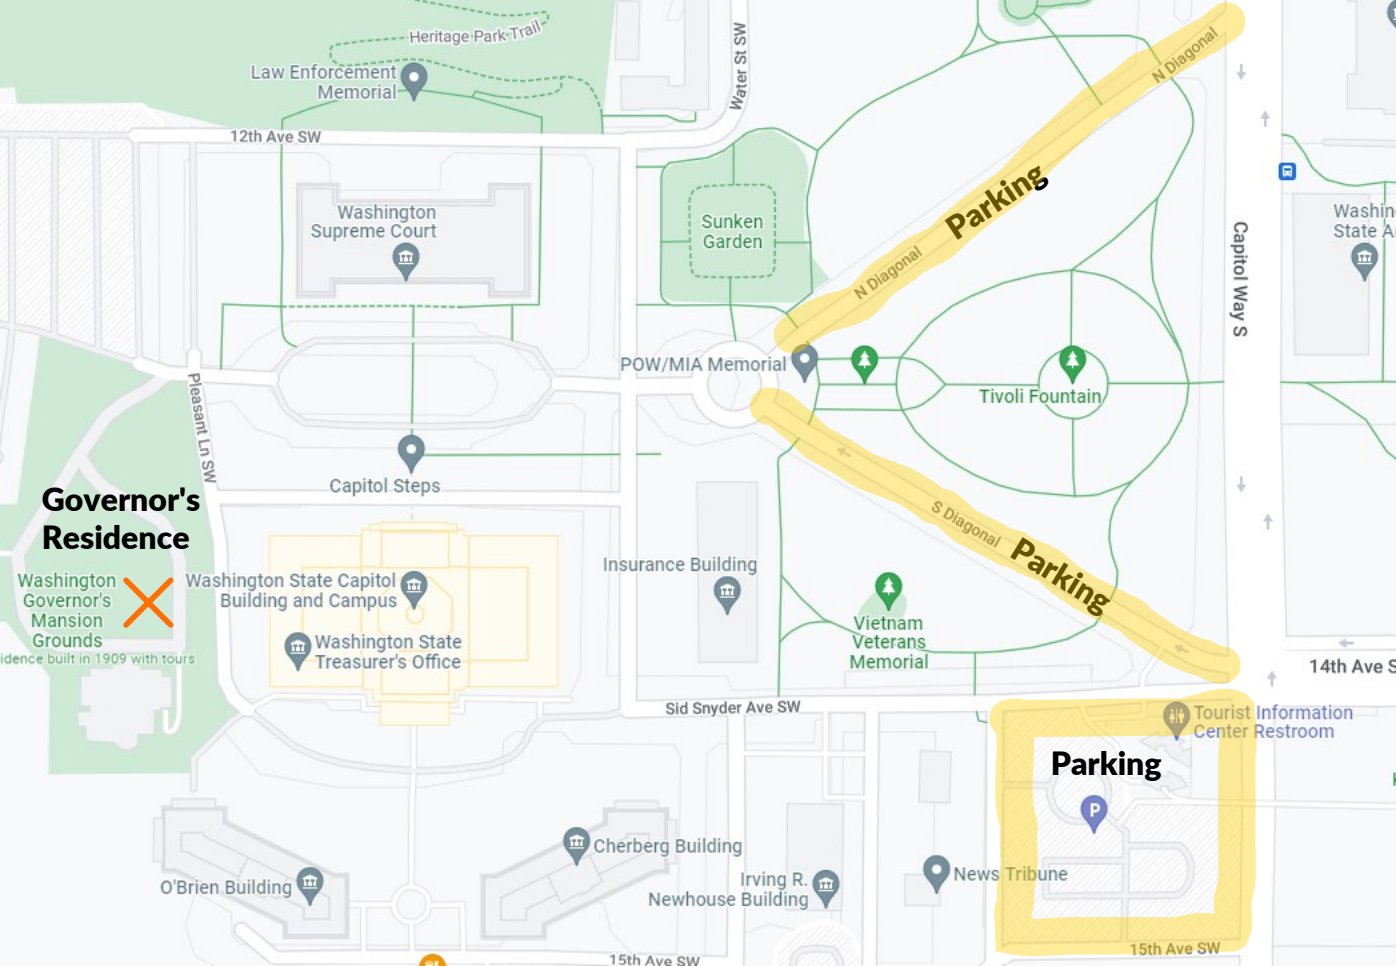 Heritage Park Trail
Law Enforcement
Memorial
Water St SW
N Diagonal
12th Ave SW
Washington
Supreme Court
Sunken
Garden
Parking
N Diagonal
Capitol Way S
POW/MIA Memorial
Tivoli Fountain
Pleasant Ln SW
Capitol Steps
Governor's
Residence
S Diagonal
Parking
Insurance Building
Washington
Governor's
Mansion
Grounds
idence built in 1909 with tours
Washington State Capitol
Building and Campus
Washington State
Treasurer's Office
Vietnam
Veterans
Memorial
14th Ave S
Sid Snyder Ave SW
Tourist Information
Center Restroom
Parking
P
Cherberg Building
O'Brien Building
Irving R.
Newhouse Building
News Tribune
15th Ave SW
15th Ave SW